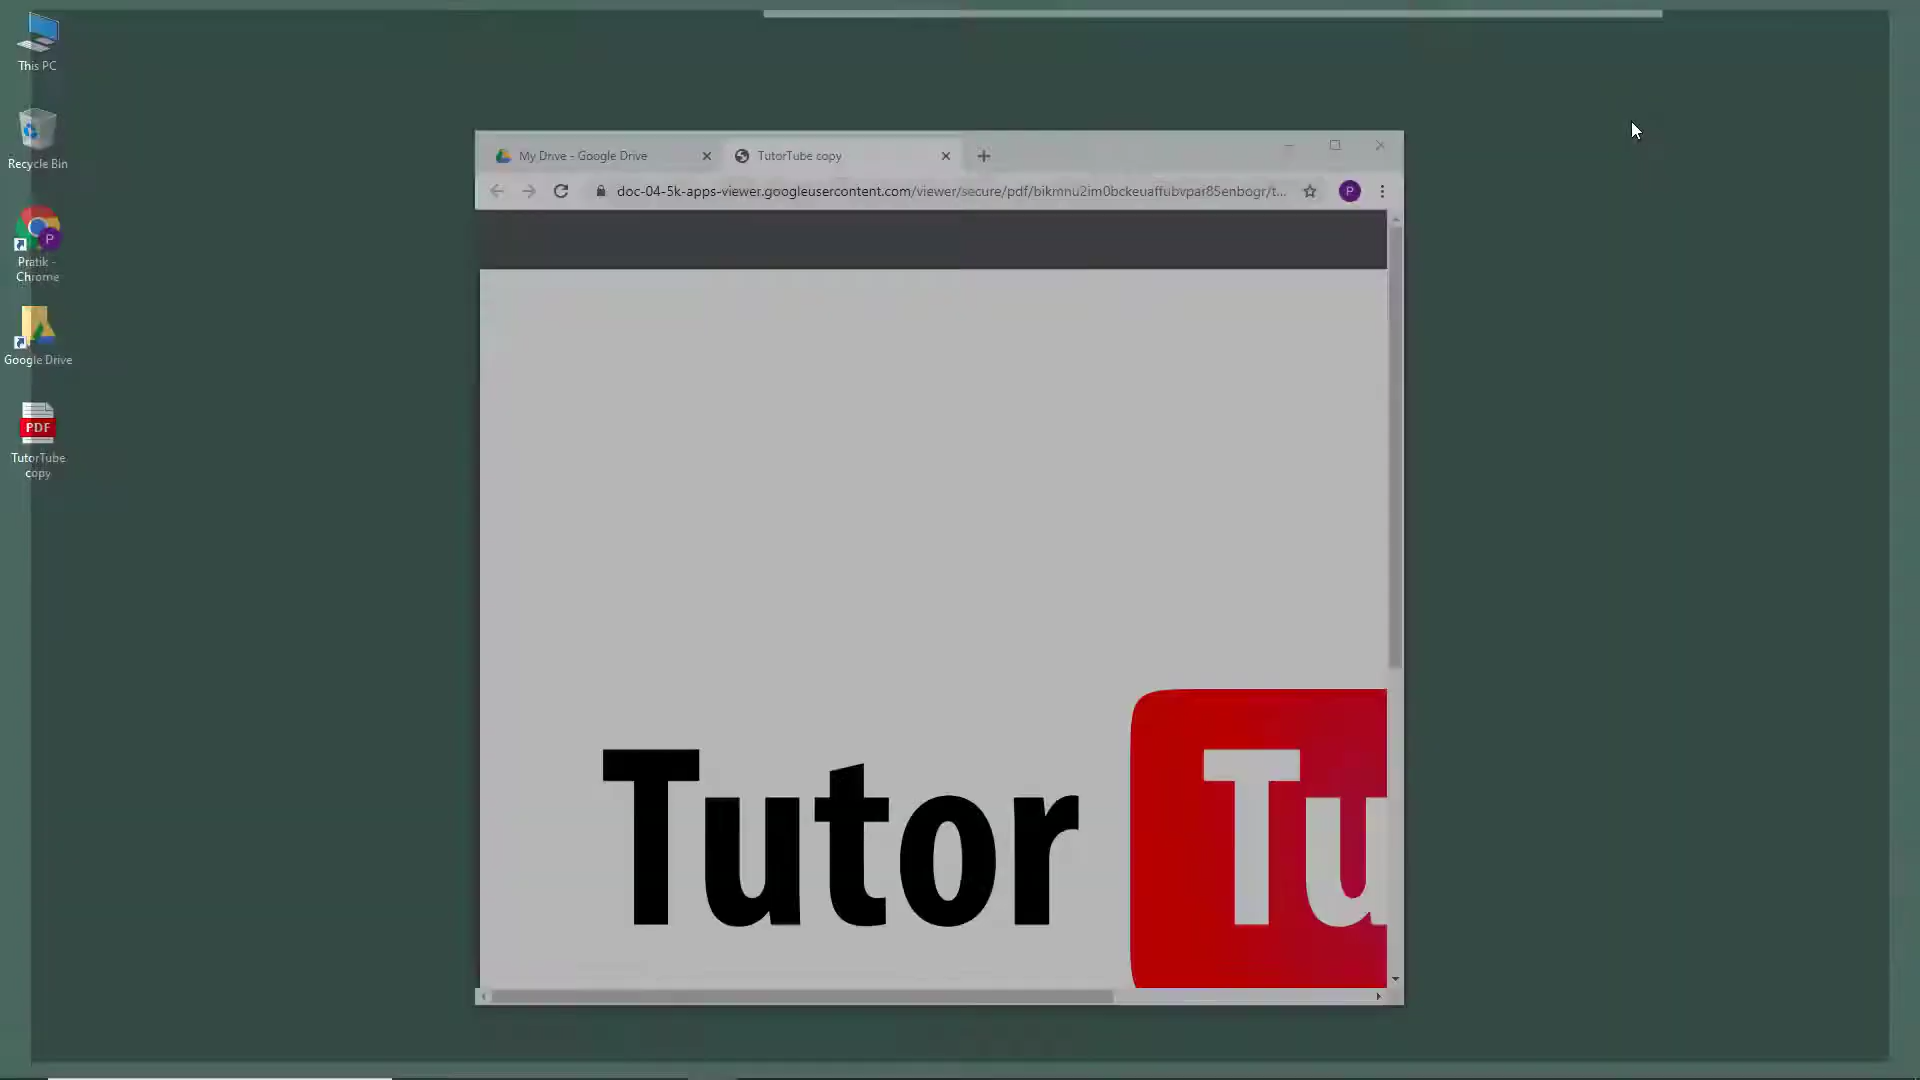 This PC
Recycle Bin
P
Pratik -
Chrome
Google Drive
PDF
TutorTube
copy
My Drive - Google Drive
TutorTube copy
doc-04-5k-apps-viewer.googleusercontent.com/viewer/secure/pdf/bikmnu2im0bckeuaffubvpar85enbogr/t...
P
Tutor Tu